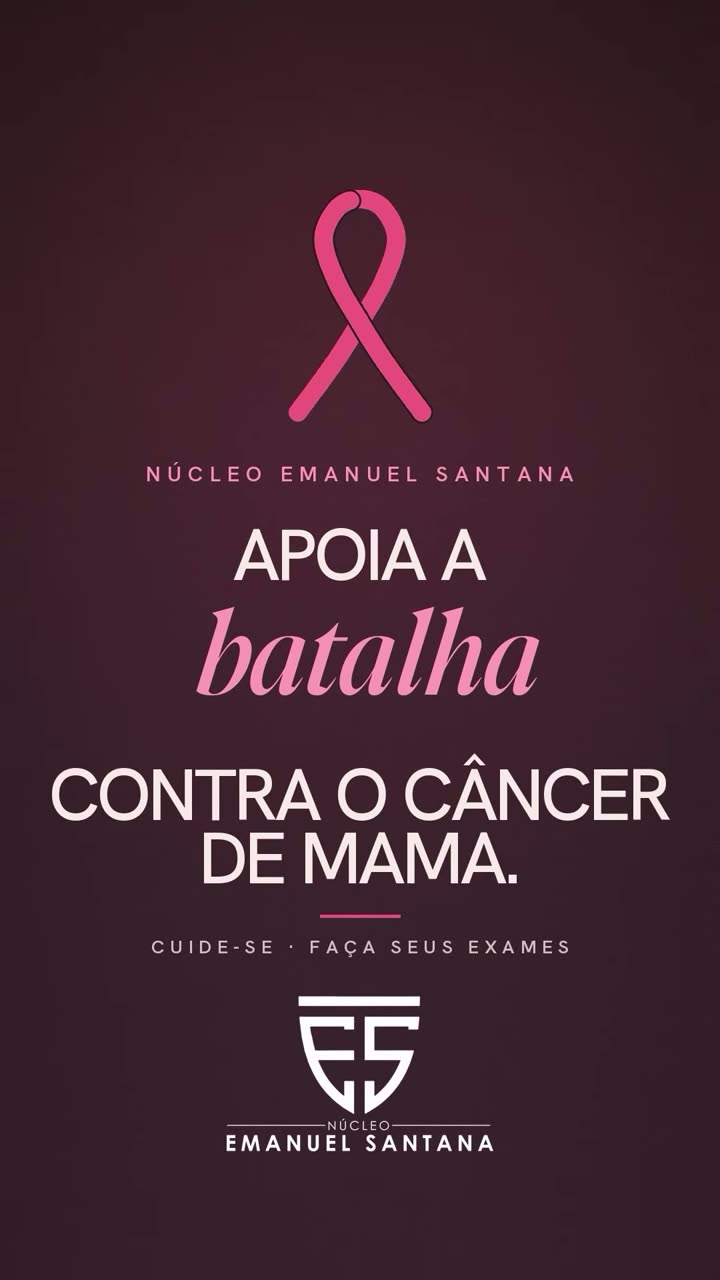 NÚCLEO EMANUEL SANTANA
APOIA A
batalha
CONTRA O CÂNCER
DE MAMA.
CUIDE-SE · FAÇA SEUS EXAMES
ES
NÚCLEO
EMANUEL SANTANA